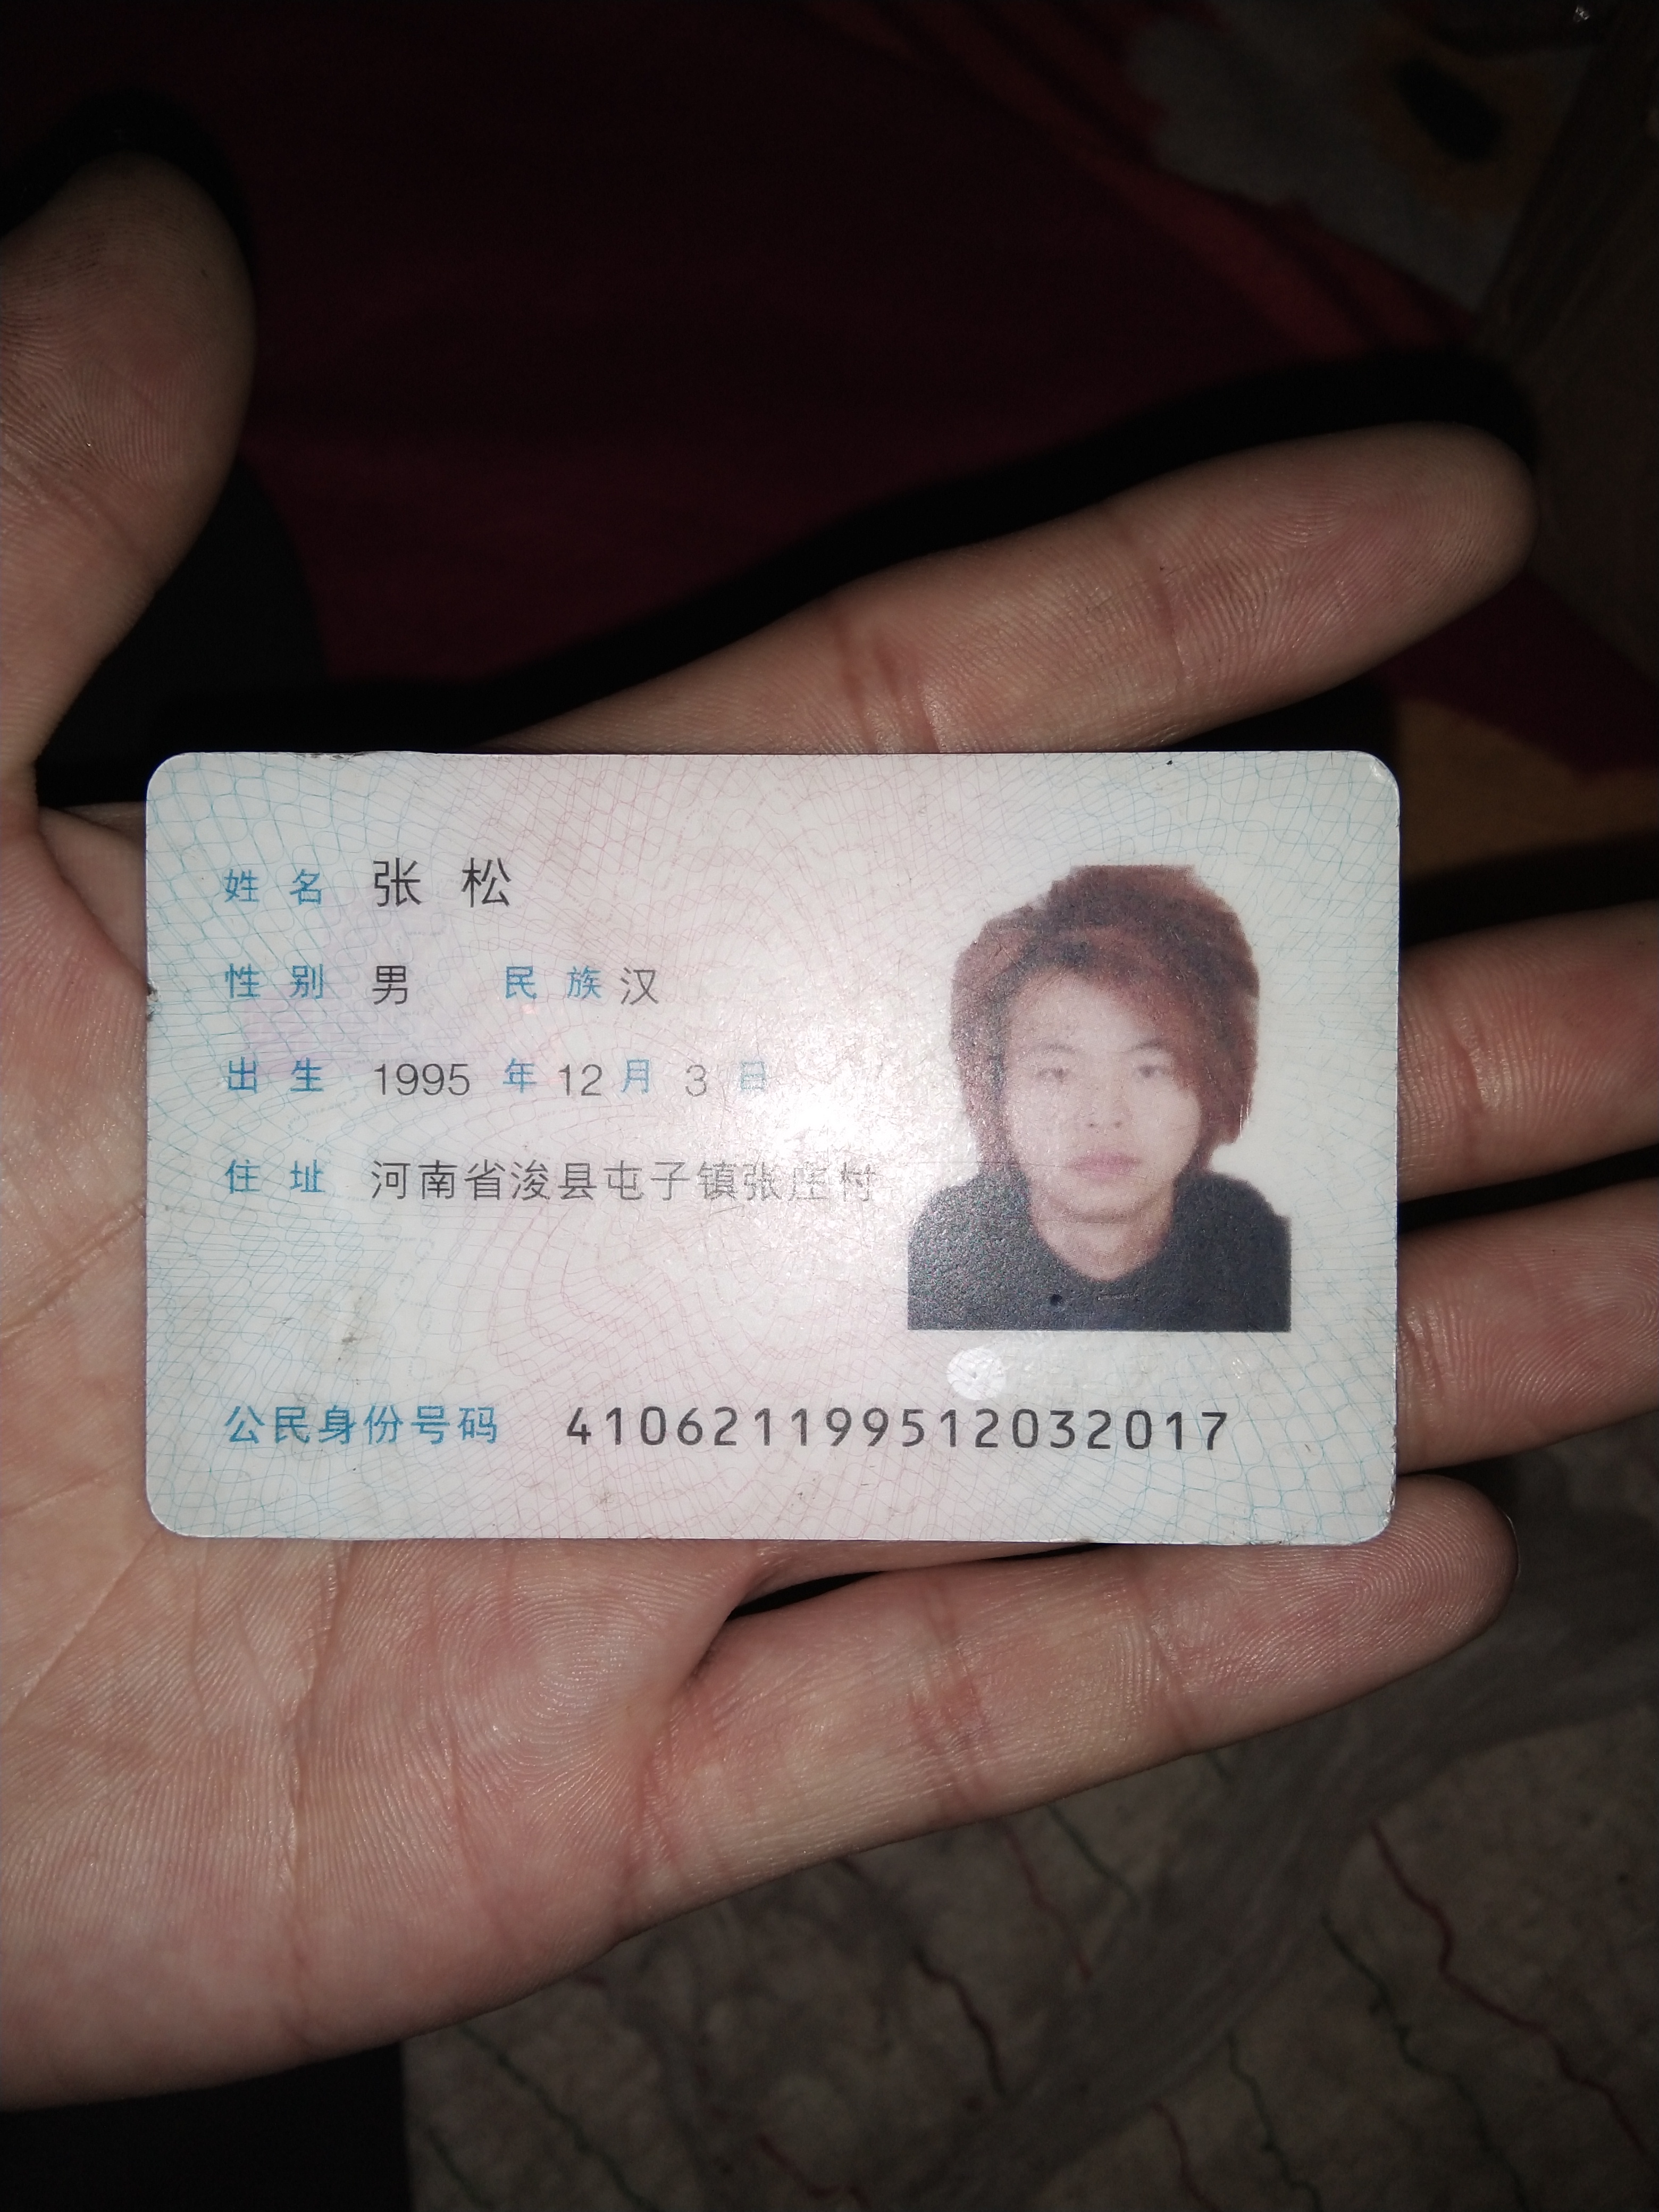 姓名 张松
性别 男 民族 汉
出生 1995 年 12 月 3 日
住址 河南省浚县屯子镇张庄村
公民身份号码 410621199512032017